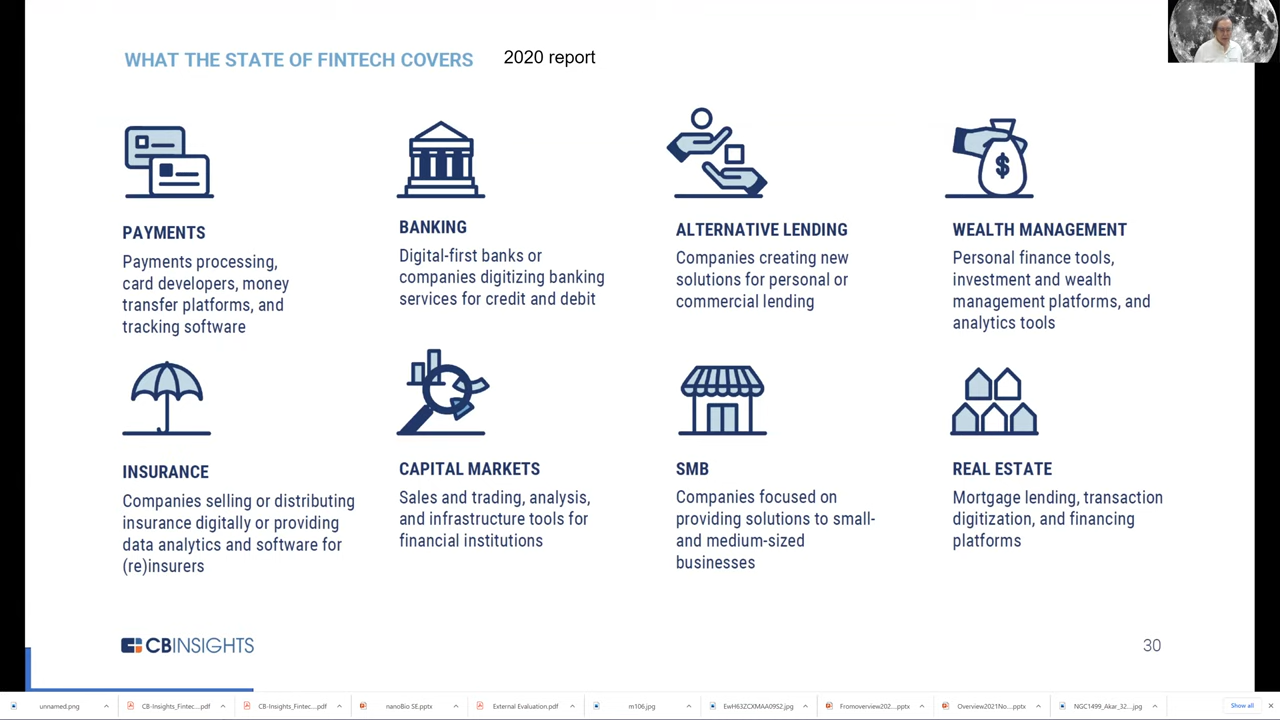 WHAT THE STATE OF FINTECH COVERS
2020 report
PAYMENTS
Payments processing,
card developers, money
transfer platforms, and
tracking software
BANKING
Digital-first banks or
companies digitizing banking
services for credit and debit
ALTERNATIVE LENDING
Companies creating new
solutions for personal or
commercial lending
$
WEALTH MANAGEMENT
Personal finance tools,
investment and wealth
management platforms, and
analytics tools
INSURANCE
Companies selling or distributing
insurance digitally or providing
data analytics and software for
(re)insurers
CAPITAL MARKETS
Sales and trading, analysis,
and infrastructure tools for
financial institutions
SMB
Companies focused on
providing solutions to small-
and medium-sized
businesses
REAL ESTATE
Mortgage lending, transaction
digitization, and financing
platforms
CBINSIGHTS
30
unnamed.png
CB-Insights_Fintec....pdf
CB-Insights_Fintec....pdf
nanoBio SE.pptx
External Evaluation.pdf
m106.jpg
EwH63ZCXMAA09S2.jpg
Fromoverview202....pptx
Overview2021No....pptx
NGC1499_Akar_32....jpg
Show all